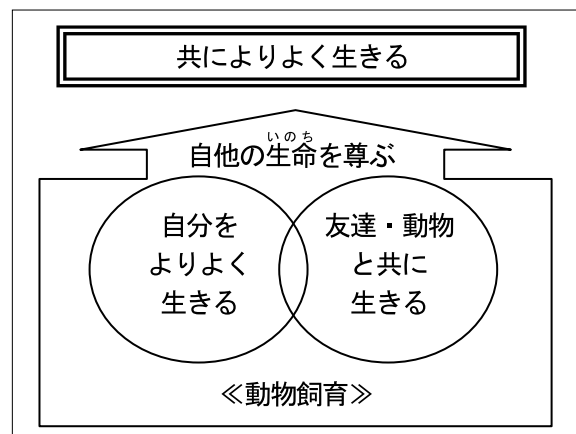 共によりよく生きる
いのち
自他の生命を尊ぶ
自分を
よりよく
生きる
友達・動物
と共に
生きる
≪動物飼育≫